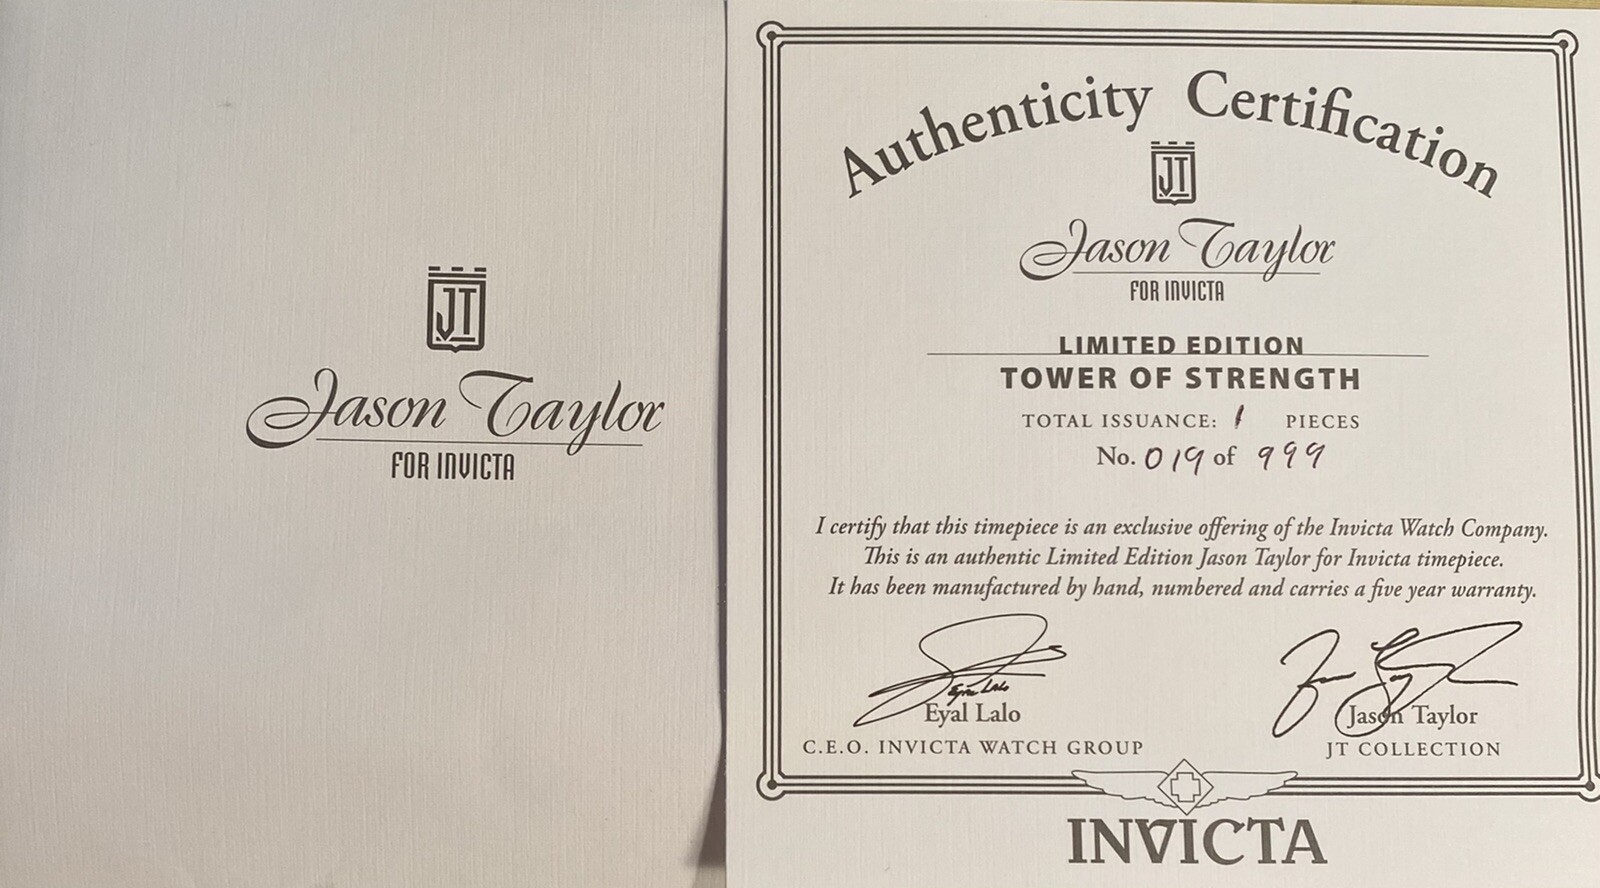 JT
Jason Taylor
FOR INVICTA
Authenticity Certification
JT
Jason Taylor
FOR INVICTA
LIMITED EDITION
TOWER OF STRENGTH
TOTAL ISSUANCE: 1 PIECES
No. 019 of 999
I certify that this timepiece is an exclusive offering of the Invicta Watch Company.
This is an authentic Limited Edition Jason Taylor for Invicta timepiece.
It has been manufactured by hand, numbered and carries a five year warranty.
Eyal Lalo
Eyal Lalo
Jason Taylor
C.E.O. INVICTA WATCH GROUP
JT COLLECTION
INVICTA